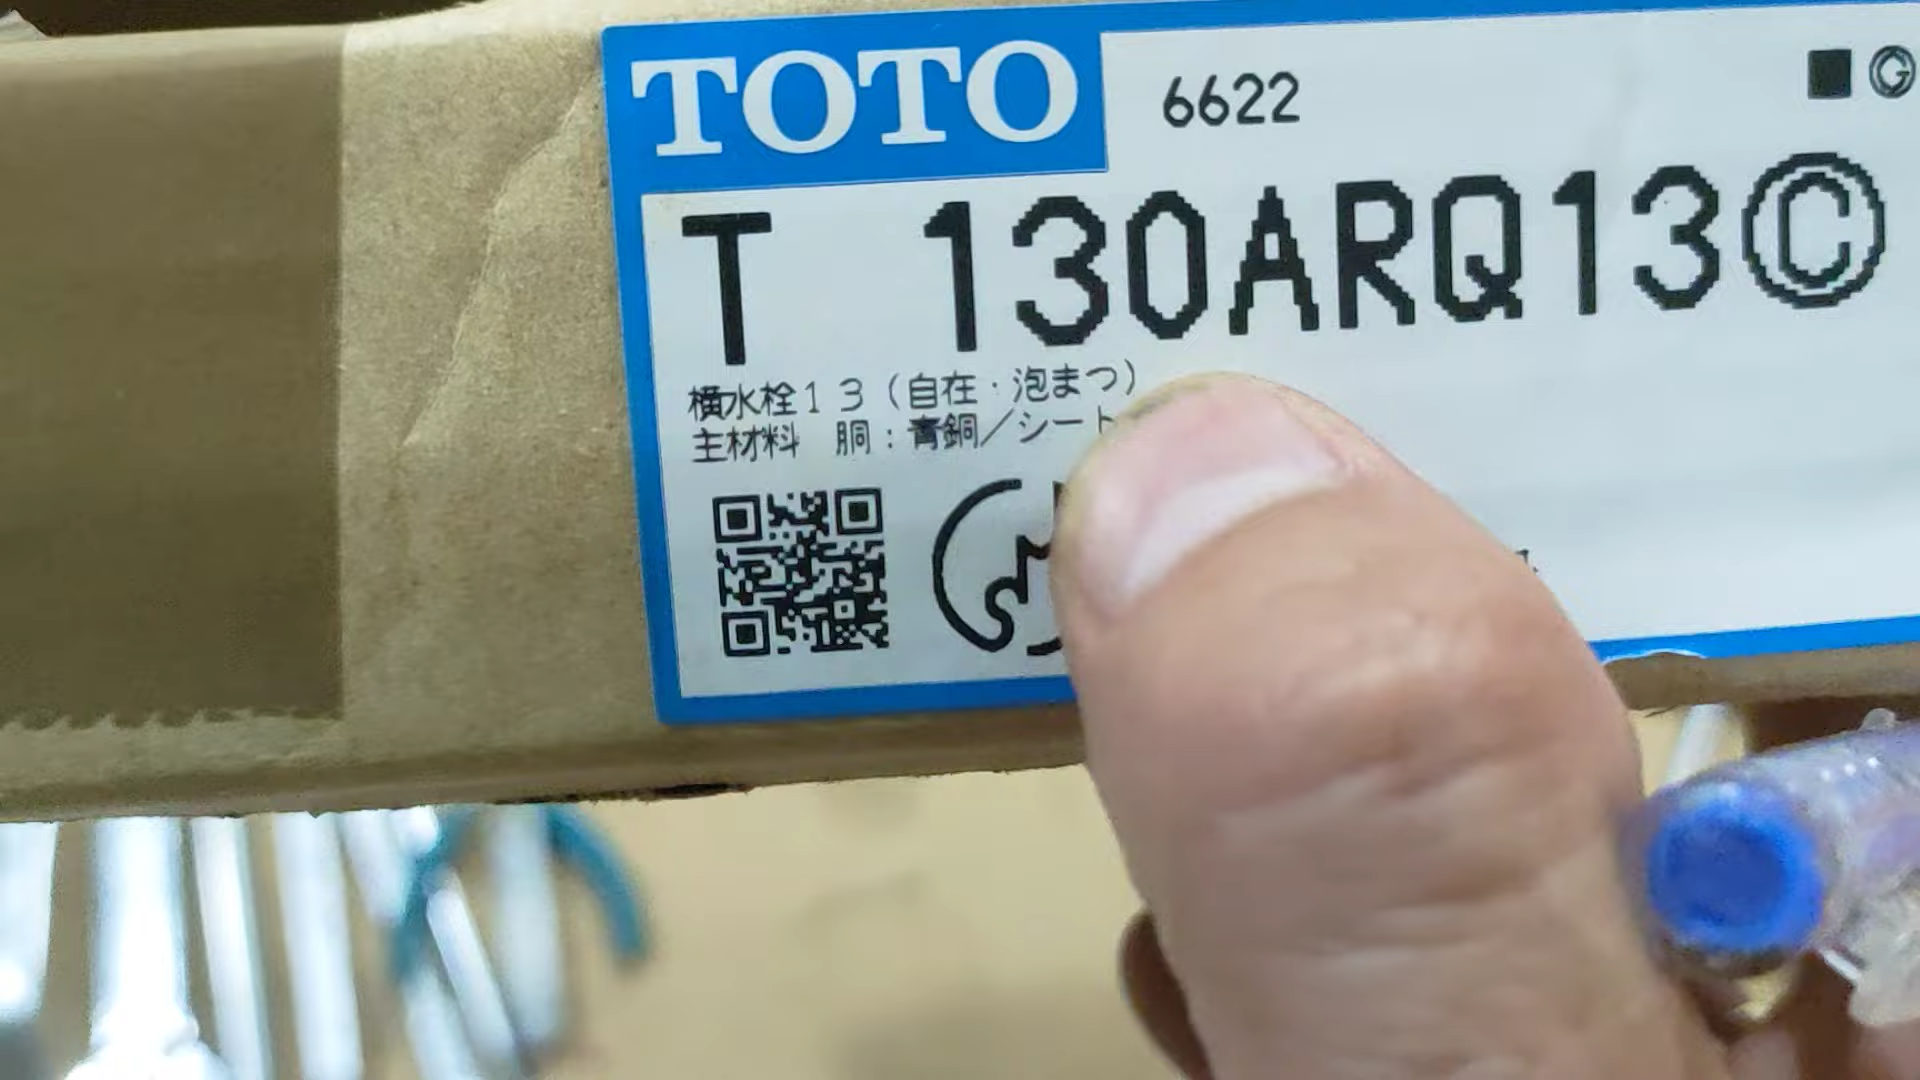 TOTO 6622 ■ Ⓖ
T 130ARQ13Ⓒ
横水栓13(自在・泡まつ)
主材料 胴:青銅/シート